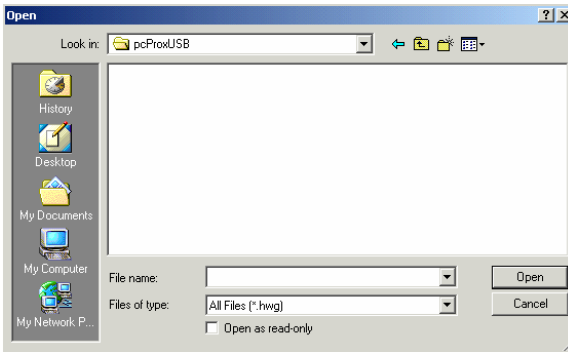 Open
Look in: pcProxUSB
History
Desktop
My Documents
My Computer
My Network P...
File name:
Open
Files of type: All Files (*.hwg)
Cancel
Open as read-only